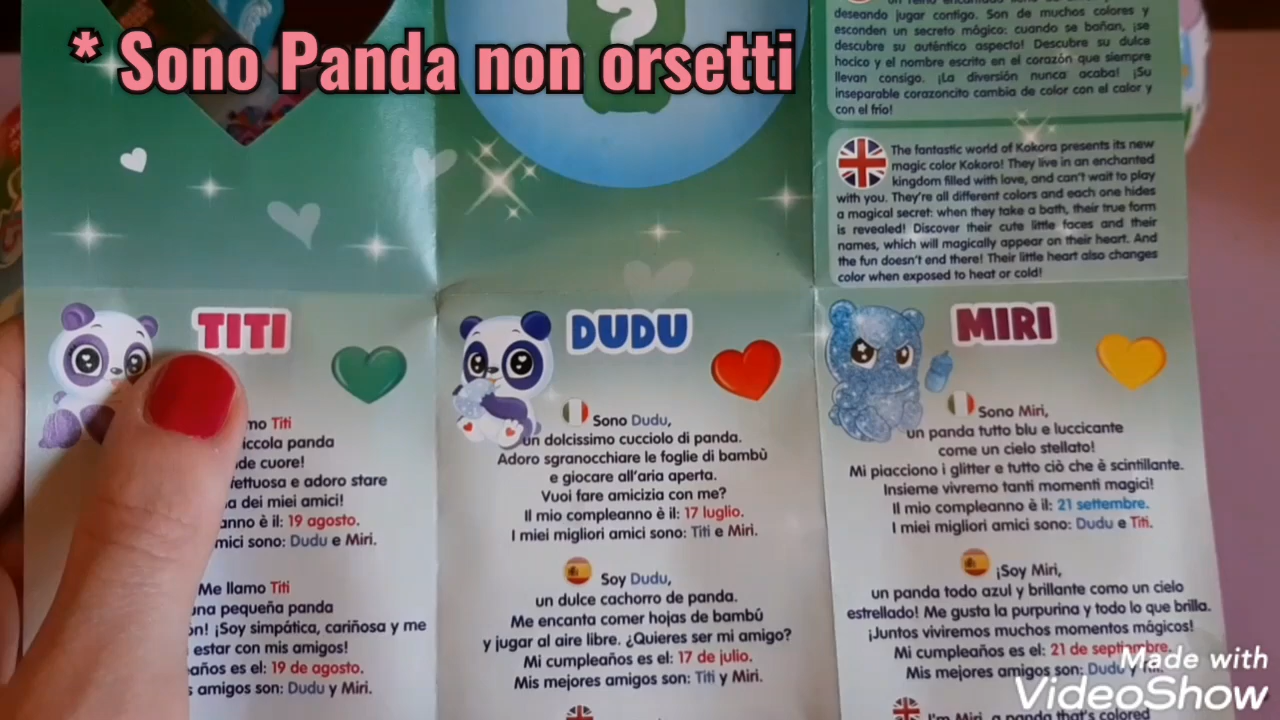 * Sono Panda non orsetti
deseando jugar contigo. Son de muchos colores y
esconden un secreto mágico: cuando se bañan, ¡se
descubre su auténtico aspecto! Descubre su dulce
hocico y el nombre escrito en el corazón que siempre
llevan consigo. ¡La diversión nunca acaba! ¡Su
inseparable corazoncito cambia de color con el calor y
con el frío!
The fantastic world of Kokora presents its new
magic color Kokoro! They live in an enchanted
kingdom filled with love, and can't wait to play
with you. They're all different colors and each one hides
a magical secret: when they take a bath, their true form
is revealed! Discover their cute little faces and their
names, which will magically appear on their heart. And
the fun doesn't end there! Their little heart also changes
color when exposed to heat or cold!
TITI
Titi
panda
cuore!
e adoro stare
dei miei amici!
è il: 19 agosto.
sono: Dudu e Miri.
Me llamo Titi
pequeña panda
¡Soy simpática, cariñosa y me
estar con mis amigos!
es el: 19 de agosto.
amigos son: Dudu y Miri.
DUDU
Sono Dudu,
un dolcissimo cucciolo di panda.
Adoro sgranocchiare le foglie di bambù
e giocare all'aria aperta.
Vuoi fare amicizia con me?
Il mio compleanno è il: 17 luglio.
I miei migliori amici sono: Titi e Miri.
Soy Dudu,
un dulce cachorro de panda.
Me encanta comer hojas de bambú
y jugar al aire libre. ¿Quieres ser mi amigo?
Mi cumpleaños es el: 17 de julio.
Mis mejores amigos son: Titi y Miri.
MIRI
Sono Miri,
un panda tutto blu e luccicante
come un cielo stellato!
Mi piacciono i glitter e tutto ciò che è scintillante.
Insieme vivremo tanti momenti magici!
Il mio compleanno è il: 21 settembre.
I miei migliori amici sono: Dudu e Titi.
¡Soy Miri,
un panda todo azul y brillante como un cielo
estrellado! Me gusta la purpurina y todo lo que brilla.
¡Juntos viviremos muchos momentos mágicos!
Mi cumpleaños es el: 21 de septiembre.
Mis mejores amigos son: Dudu y
I'm Miri, a panda that's colored
Made with
VideoShow